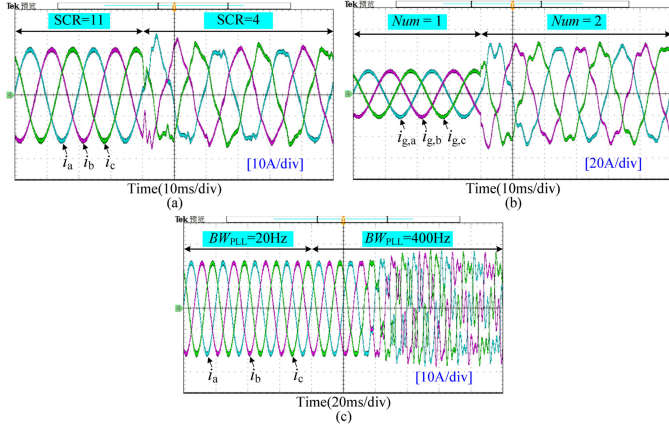 Tek 预览
SCR=11 SCR=4
i_a i_b i_c
[10A/div]
Time(10ms/div)
(a)
Tek 预览
Num = 1 Num = 2
i_g,a i_g,b i_g,c
[20A/div]
Time(10ms/div)
(b)
Tek 预览
BW_PLL=20Hz BW_PLL=400Hz
i_a i_b i_c
[10A/div]
Time(20ms/div)
(c)